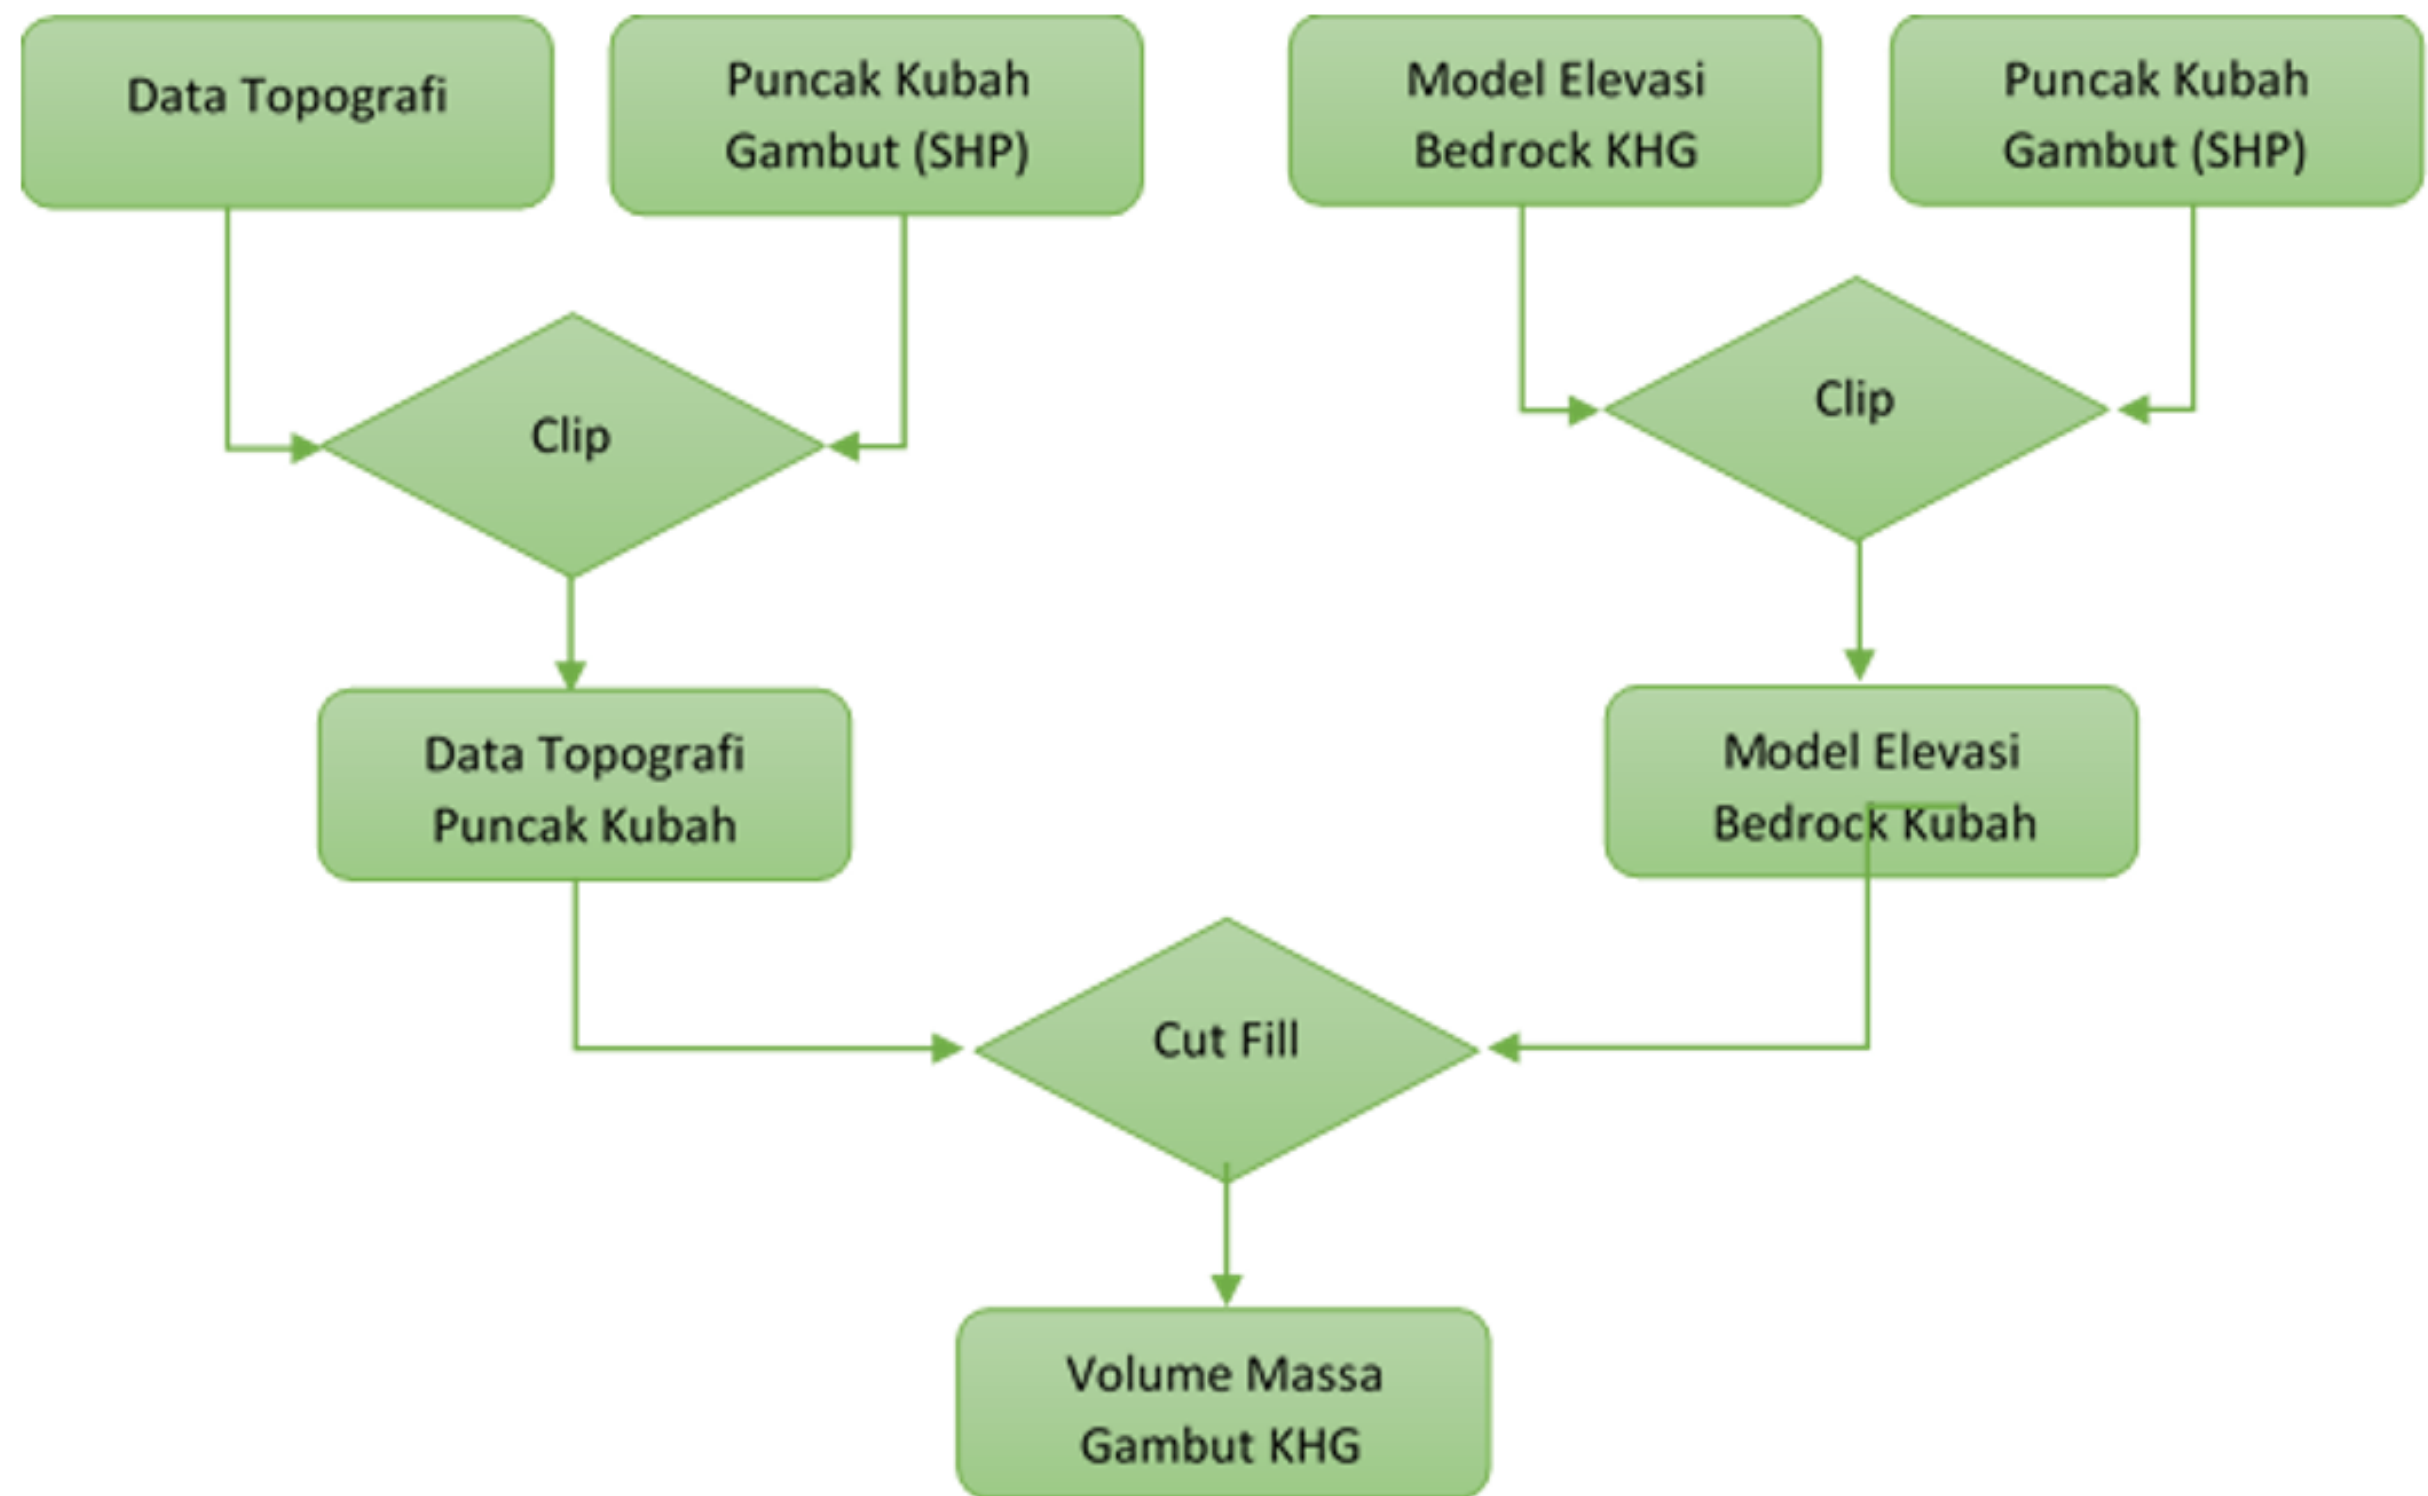 Data Topografi
Puncak Kubah
Gambut (SHP)
Model Elevasi
Bedrock KHG
Puncak Kubah
Gambut (SHP)
Clip
Clip
Data Topografi
Puncak Kubah
Model Elevasi
Bedrock Kubah
Cut Fill
Volume Massa
Gambut KHG